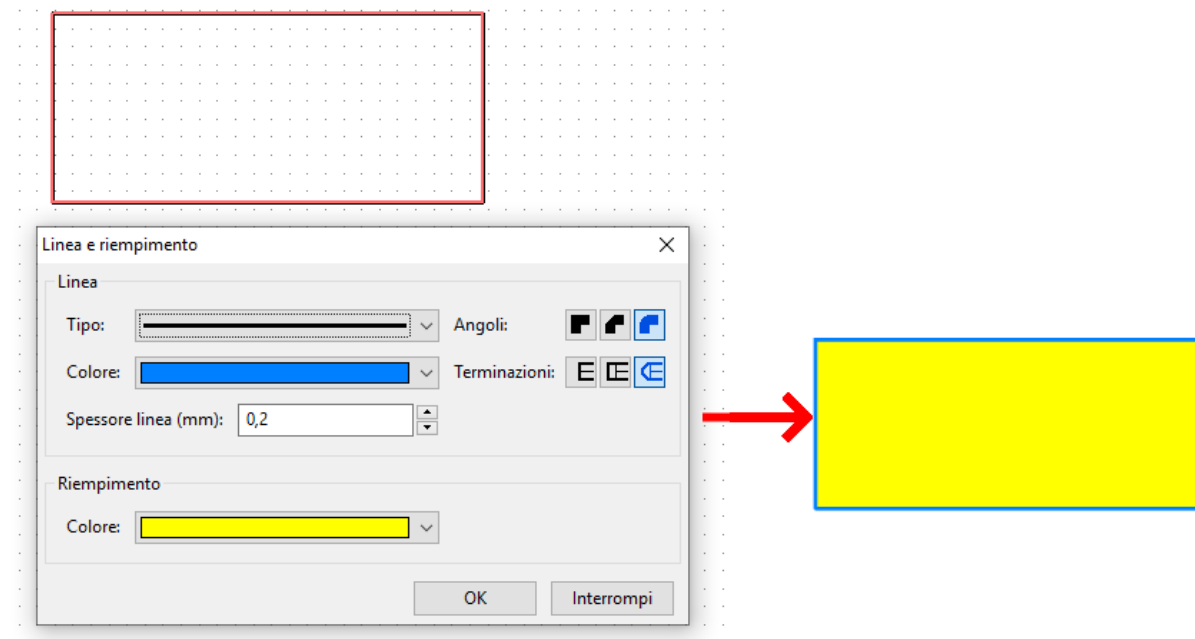 Linea e riempimento
Linea
Tipo:
Angoli:
Colore:
Terminazioni:
Spessore linea (mm): 0,2
Riempimento
Colore:
OK Interrompi